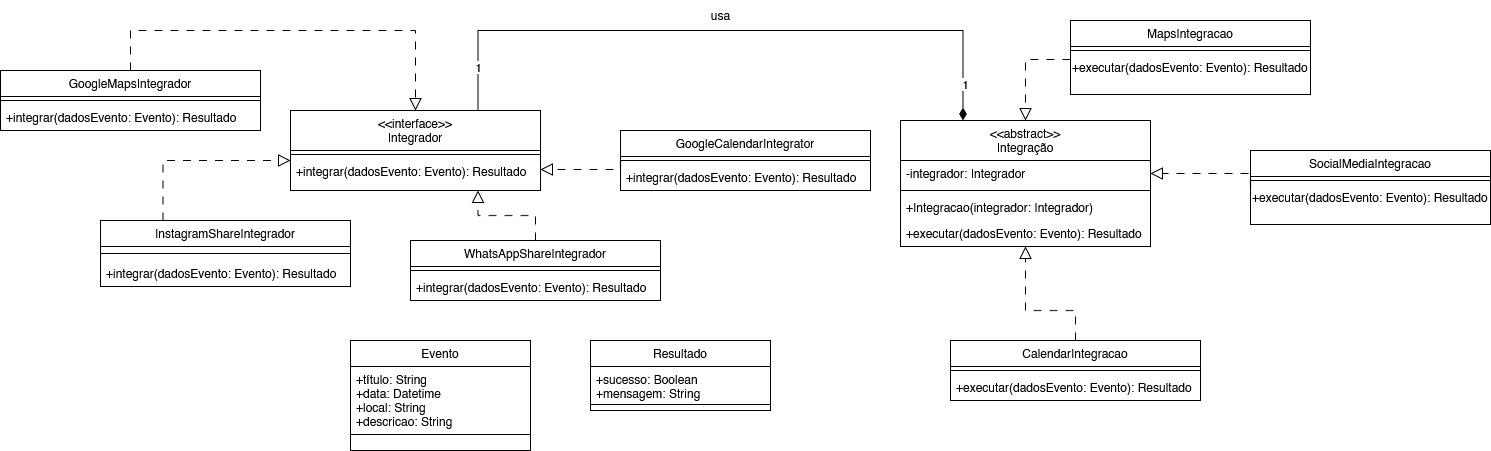 usa
MapsIntegracao
+executar(dadosEvento: Evento): Resultado
GoogleMapsIntegrador
+integrar(dadosEvento: Evento): Resultado
1
1
<<interface>>
Integrador
+integrar(dadosEvento: Evento): Resultado
GoogleCalendarIntegrator
+integrar(dadosEvento: Evento): Resultado
<<abstract>>
Integração
-integrador: Integrador
+Integracao(integrador: Integrador)
+executar(dadosEvento: Evento): Resultado
SocialMediaIntegracao
+executar(dadosEvento: Evento): Resultado
InstagramShareIntegrador
+integrar(dadosEvento: Evento): Resultado
WhatsAppShareIntegrador
+integrar(dadosEvento: Evento): Resultado
Evento
+título: String
+data: Datetime
+local: String
+descricao: String
Resultado
+sucesso: Boolean
+mensagem: String
CalendarIntegracao
+executar(dadosEvento: Evento): Resultado